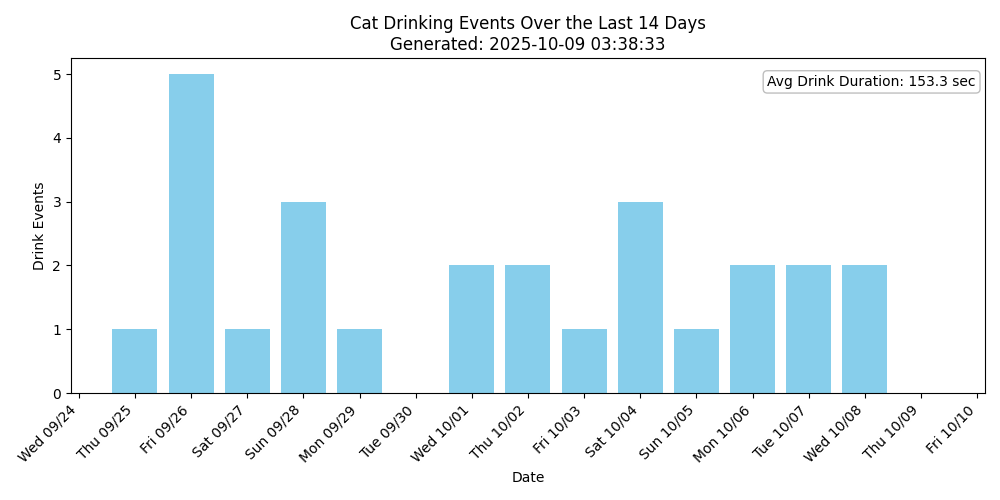 Cat Drinking Events Over the Last 14 Days
Generated: 2025-10-09 03:38:33
Avg Drink Duration: 153.3 sec
Drink Events
5
4
3
2
1
0
Wed 09/24
Thu 09/25
Fri 09/26
Sat 09/27
Sun 09/28
Mon 09/29
Tue 09/30
Wed 10/01
Thu 10/02
Fri 10/03
Sat 10/04
Sun 10/05
Mon 10/06
Tue 10/07
Wed 10/08
Thu 10/09
Fri 10/10
Date